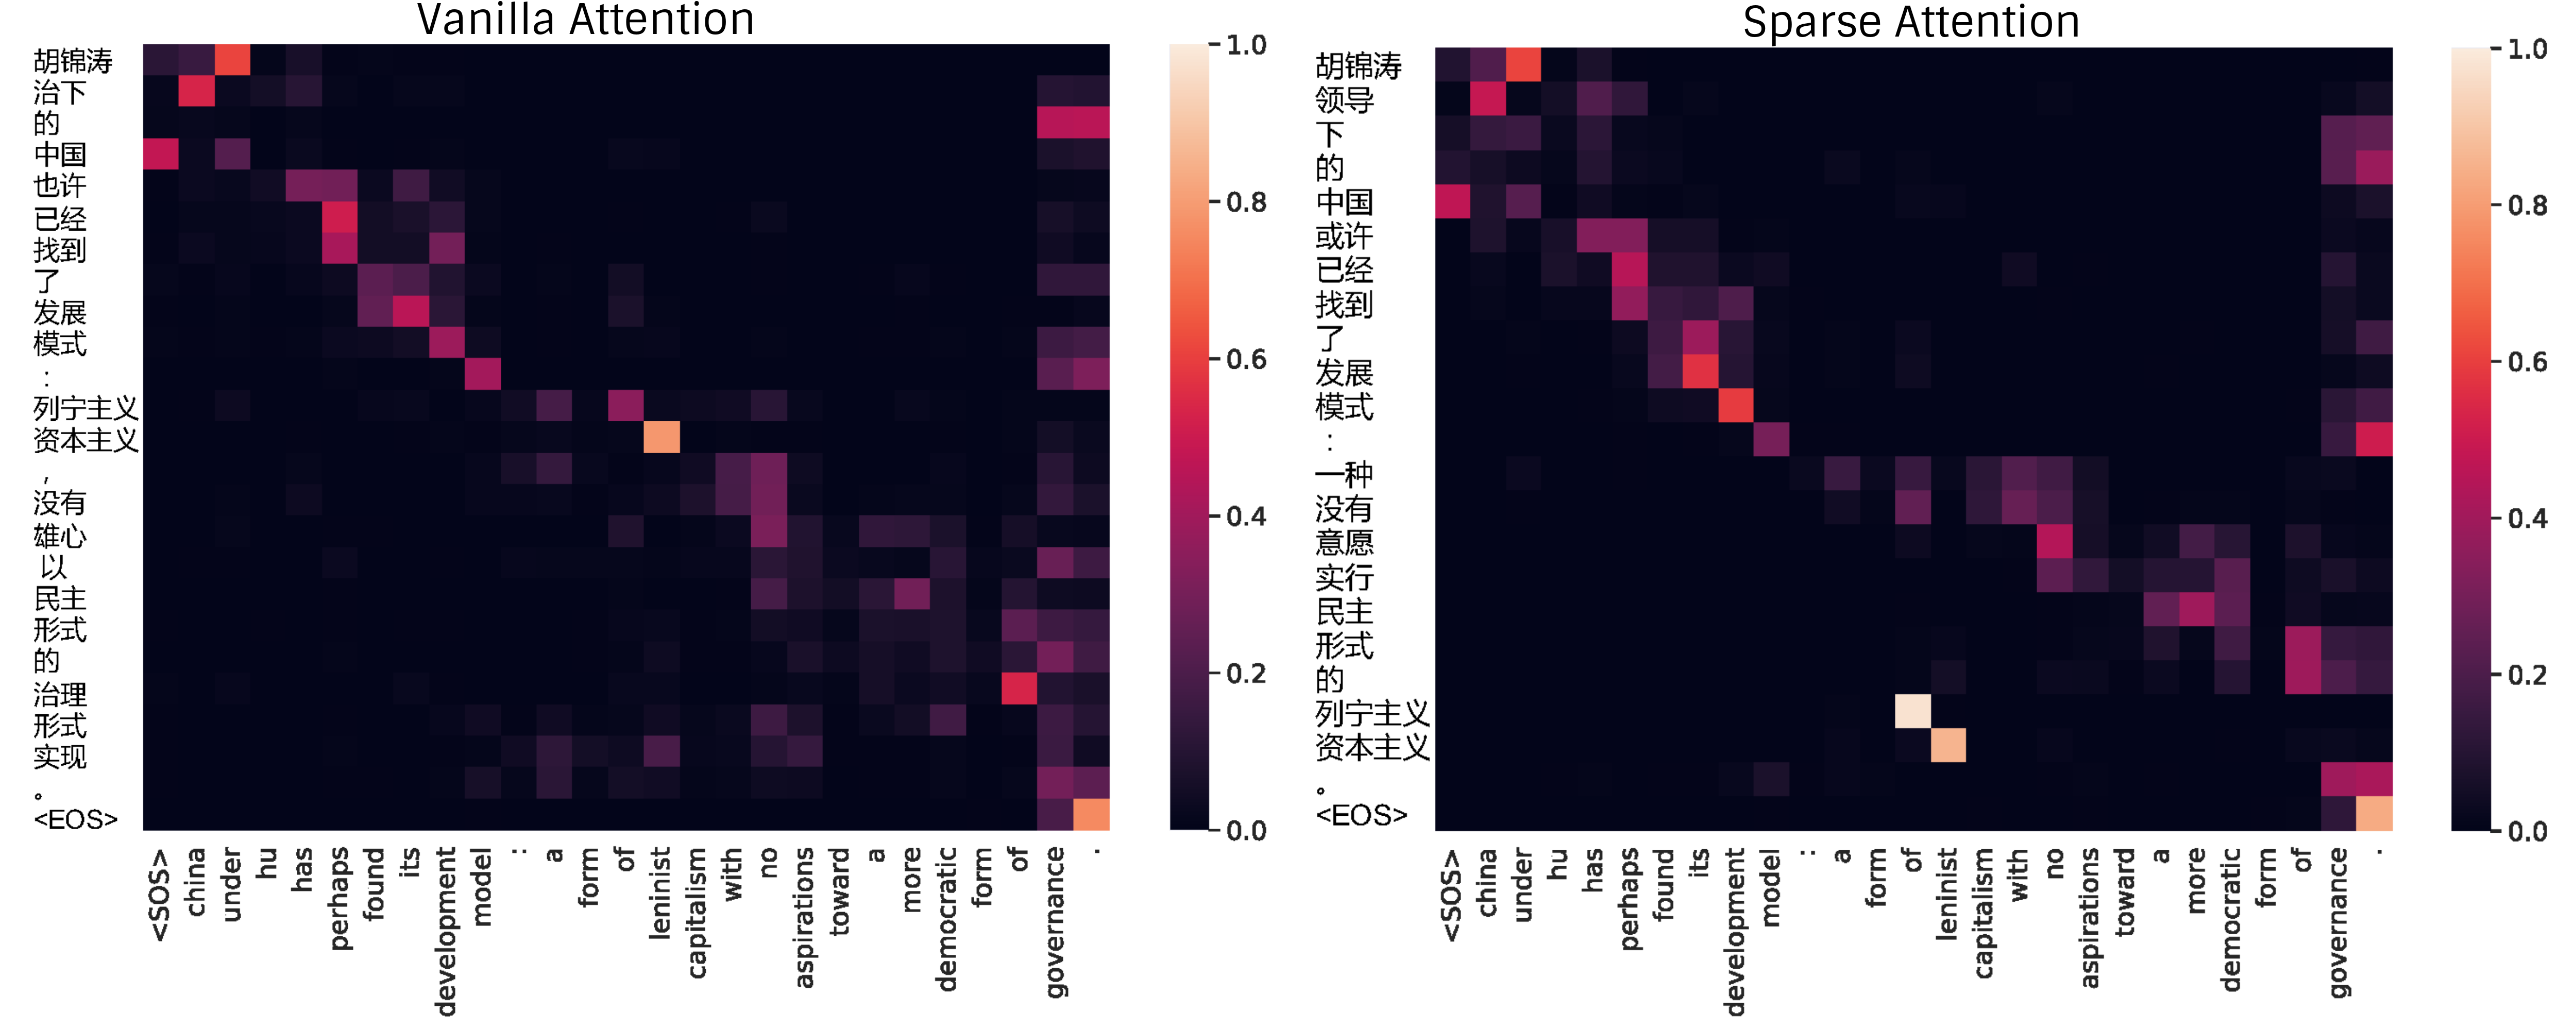 Vanilla Attention
胡锦涛
治下
的
中国
也许
已经
找到
了
发展
模式
:
列宁主义
资本主义
,
没有
雄心
以
民主
形式
的
治理
形式
实现
。
<EOS>
<SOS> china under hu has perhaps found its development model : a form of leninist capitalism with no aspirations toward a more democratic form of governance .
1.0
0.8
0.6
0.4
0.2
0.0
Sparse Attention
胡锦涛
领导
下
的
中国
或许
已经
找到
了
发展
模式
:
一种
没有
意愿
实行
民主
形式
的
列宁主义
资本主义
。
<EOS>
<SOS> china under hu has perhaps found its development model : a form of leninist capitalism with no aspirations toward a more democratic form of governance .
1.0
0.8
0.6
0.4
0.2
0.0